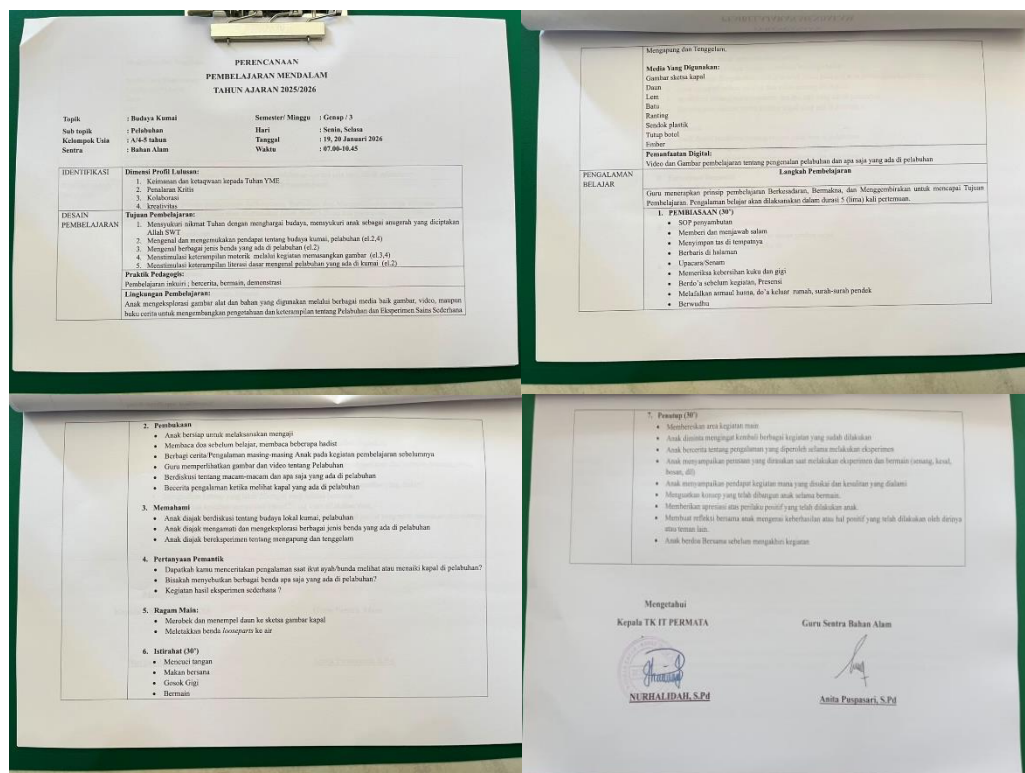 PERENCANAAN
PEMBELAJARAN MENDALAM
TAHUN AJARAN 2025/2026
Topik : Budaya Kumai Semester/ Minggu : Genap / 3
Sub topik : Pelabuhan Hari : Senin, Selasa
Kelompok Usia : A/4-5 tahun Tanggal : 19, 20 Januari 2026
Sentra : Bahan Alam Waktu : 07.00-10.45
IDENTIFIKASI Dimensi Profil Lulusan:
1. Keimanan dan ketaqwaan kepada Tuhan YME
2. Penalaran Kritis
3. Kolaborasi
4. kreativitas
DESAIN PEMBELAJARAN Tujuan Pembelajaran:
1. Mensyukuri nikmat Tuhan dengan menghargai budaya, mensyukuri anak sebagai anugerah yang diciptakan
Allah SWT
2. Mengenal dan mengemukakan pendapat tentang budaya kumai, pelabuhan (el.2,4)
3. Mengenal berbagai jenis benda yang ada di pelabuhan (el.2)
4. Menstimulasi keterampilan motorik melalui kegiatan memasangkan gambar (el.3,4)
5. Menstimulasi keterampilan literasi dasar mengenal pelabuhan yang ada di kumai (el.2)
Praktik Pedagogis:
Pembelajaran inkuiri ; bercerita, bermain, demonstrasi
Lingkungan Pembelajaran:
Anak mengeksplorasi gambar alat dan bahan yang digunakan melalui berbagai media baik gambar, video, maupun
buku cerita untuk mengembangkan pengetahuan dan keterampilan tentang Pelabuhan dan Eksperimen Sains Sederhana
Mengapung dan Tenggelam.
Media Yang Digunakan:
Gambar sketsa kapal
Daun
Lem
Batu
Ranting
Sendok plastik
Tutup botol
Ember
Pemanfaatan Digital:
Video dan Gambar pembelajaran tentang pengenalan pelabuhan dan apa saja yang ada di pelabuhan
PENGALAMAN BELAJAR Langkah Pembelajaran
Guru menerapkan prinsip pembelajaran Berkesadaran, Bermakna, dan Menggembirakan untuk mencapai Tujuan
Pembelajaran. Pengalaman belajar akan dilaksanakan dalam durasi 5 (lima) kali pertemuan.
1. PEMBIASAAN (30’)
• SOP penyambutan
• Memberi dan menjawab salam
• Menyimpan tas di tempatnya
• Berbaris di halaman
• Upacara/Senam
• Memeriksa kebersihan kuku dan gigi
• Berdo’a sebelum kegiatan, Presensi
• Melafalkan asmaul husna, do’a keluar rumah, surah-surah pendek
• Berwudhu
2. Pembukaan
• Anak bersiap untuk melaksanakan mengaji
• Membaca doa sebelum belajar, membaca beberapa hadist
• Berbagi cerita/Pengalaman masing-masing Anak pada kegiatan pembelajaran sebelumnya
• Guru memperlihatkan gambar dan video tentang Pelabuhan
• Berdiskusi tentang macam-macam dan apa saja yang ada di pelabuhan
• Becerita pengalaman ketika melihat kapal yang ada di pelabuhan
3. Memahami
• Anak diajak berdiskusi tentang budaya lokal kumai, pelabuhan
• Anak diajak mengamati dan mengeksplorasi berbagai jenis benda yang ada di pelabuhan
• Anak diajak bereksperimen tentang mengapung dan tenggelam
4. Pertanyaan Pemantik
• Dapatkah kamu menceritakan pengalaman saat ikut ayah/bunda melihat atau menaiki kapal di pelabuhan?
• Bisakah menyebutkan berbagai benda apa saja yang ada di pelabuhan?
• Kegiatan hasil eksperimen sederhana ?
5. Ragam Main:
• Merobek dan menempel daun ke sketsa gambar kapal
• Meletakkan benda looseparts ke air
6. Istirahat (30’)
• Mencuci tangan
• Makan bersana
• Gosok Gigi
• Bermain
7. Penutup (30’)
• Membereskan area kegiatan main
• Anak diminta mengingat kembali berbagai kegiatan yang sudah dilakukan
• Anak bercerita tentang pengalaman yang diperoleh selama melakukan eksperimen
• Anak menyampaikan perasaan yang dirasakan saat melakukan eksperimen dan bermain (senang, kesal,
bosan, dll)
• Anak menyampaikan pendapat kegiatan mana yang disukai dan kesulitan yang dialami
• Menguatkan konsep yang telah dibangun anak selama bermain.
• Memberikan apresiasi atas perilaku positif yang telah dilakukan anak.
• Membuat refleksi bersama anak mengenai keberhasilan atau hal positif yang telah dilakukan oleh dirinya
atau teman lain.
• Anak berdoa Bersama sebelum mengakhiri kegiatan
Mengetahui
Kepala TK IT PERMATA Guru Sentra Bahan Alam
NURHALIDAH, S.Pd Anita Puspasari, S.Pd